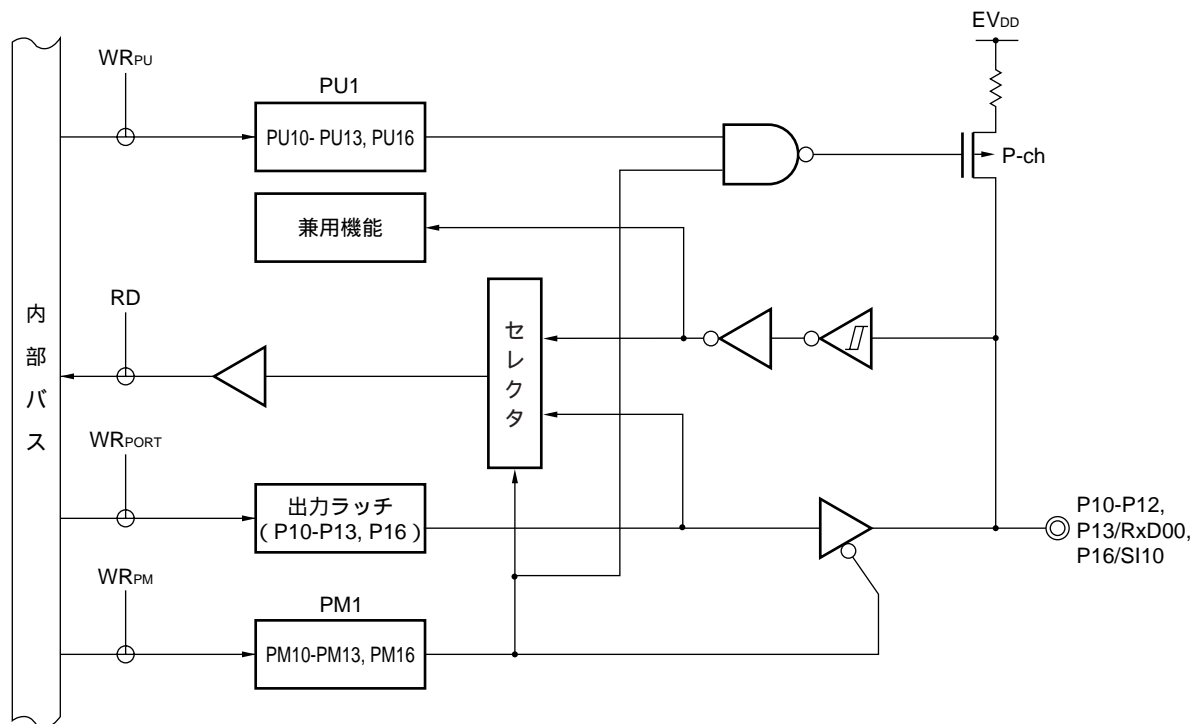 EVDD
WRPU
PU1
PU10- PU13, PU16
P-ch
兼用機能
内部バス
RD
セレクタ
WRPORT
出力ラッチ
( P10-P13, P16 )
P10-P12,
P13/RxD00,
P16/SI10
WRPM
PM1
PM10-PM13, PM16